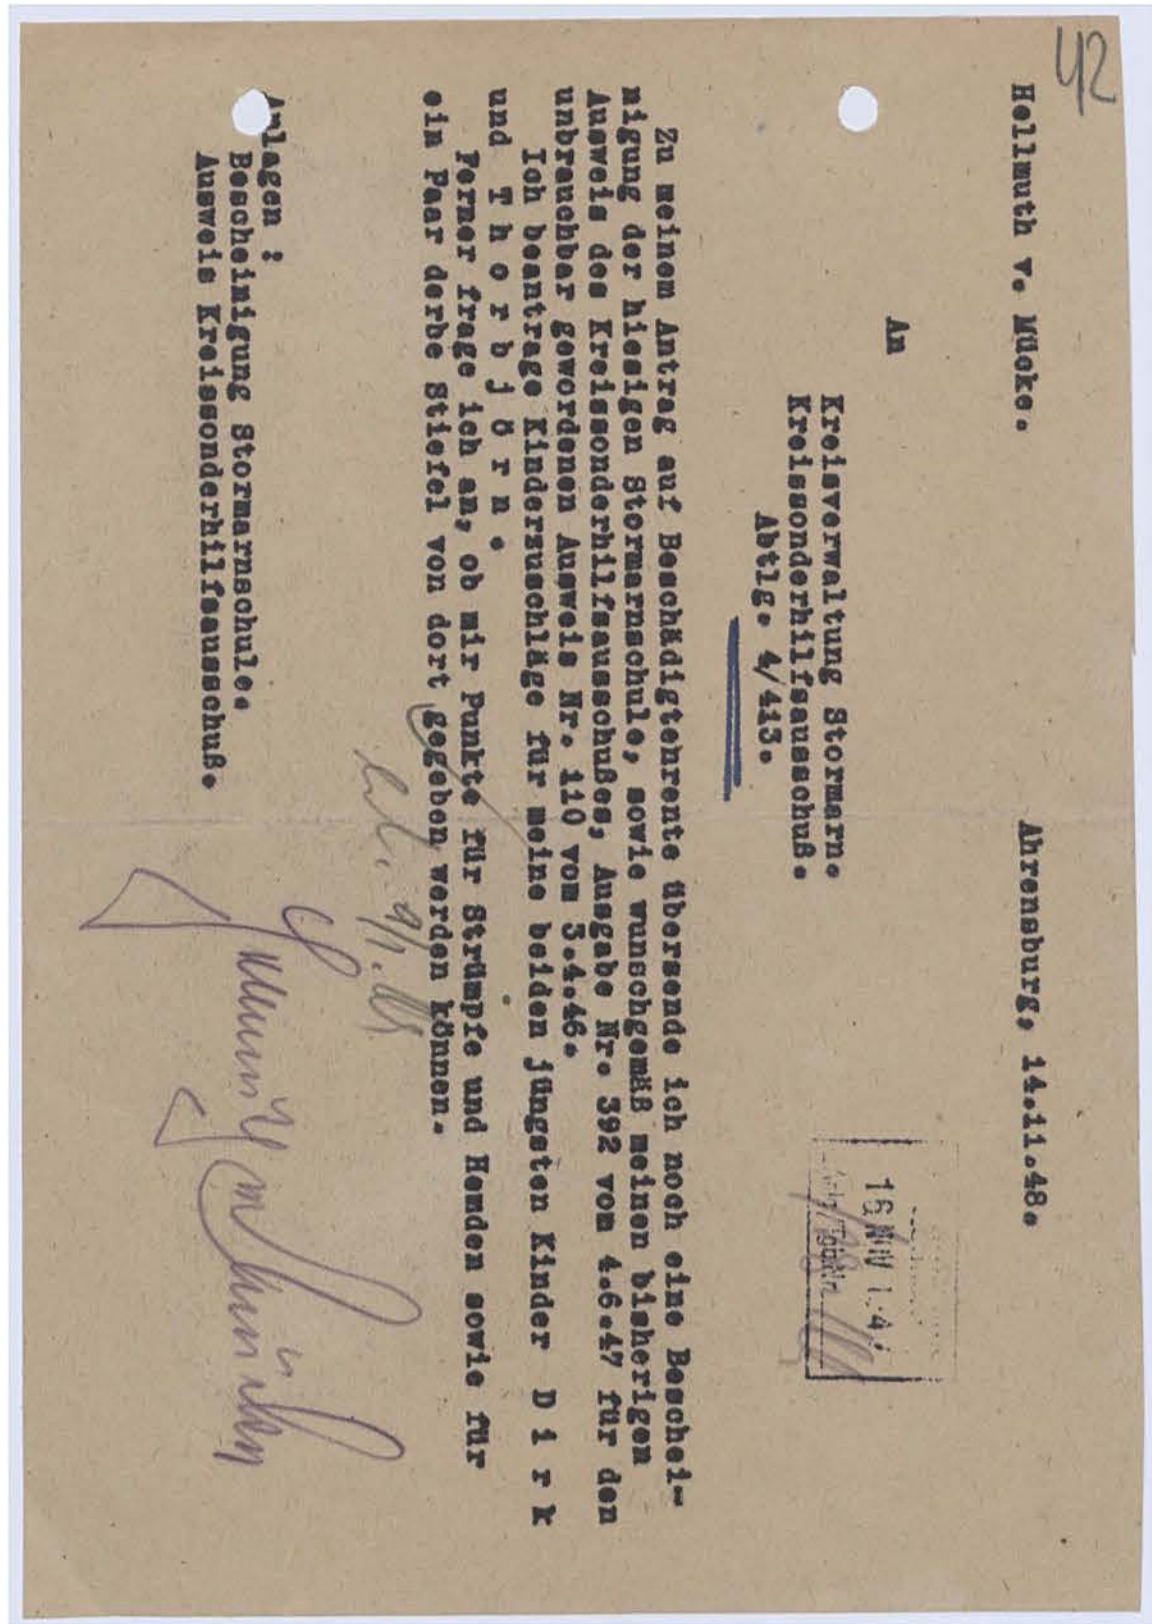 42
Hellmuth v. Mücke.
Ahrensburg, 14.11.48.
An
Kreisverwaltung Stormarn.
Kreissonderhilfsausschuß.
Abtlg. 4/413.
16 NOV 1 4
Zu meinem Antrag auf Beschädigtenrente übersende ich noch eine Beschei-
nigung der hiesigen Stormarnschule, sowie wunschgemäß meinen bisherigen
Ausweis des Kreissonderhilfsausschußes, Ausgabe Nr. 392 vom 4.6.47 für den
unbrauchbar gewordenen Ausweis Nr. 110 vom 3.4.46.
Ich beantrage Kinderzuschläge für meine beiden jüngsten Kinder D i r k
und T h o r b j ö r n .
Ferner frage ich an, ob mir Punkte für Strümpfe und Hemden sowie für
ein Paar derbe Stiefel von dort gegeben werden können.
Anlagen :
Bescheinigung Stormarnschule.
Ausweis Kreissonderhilfsausschuß.